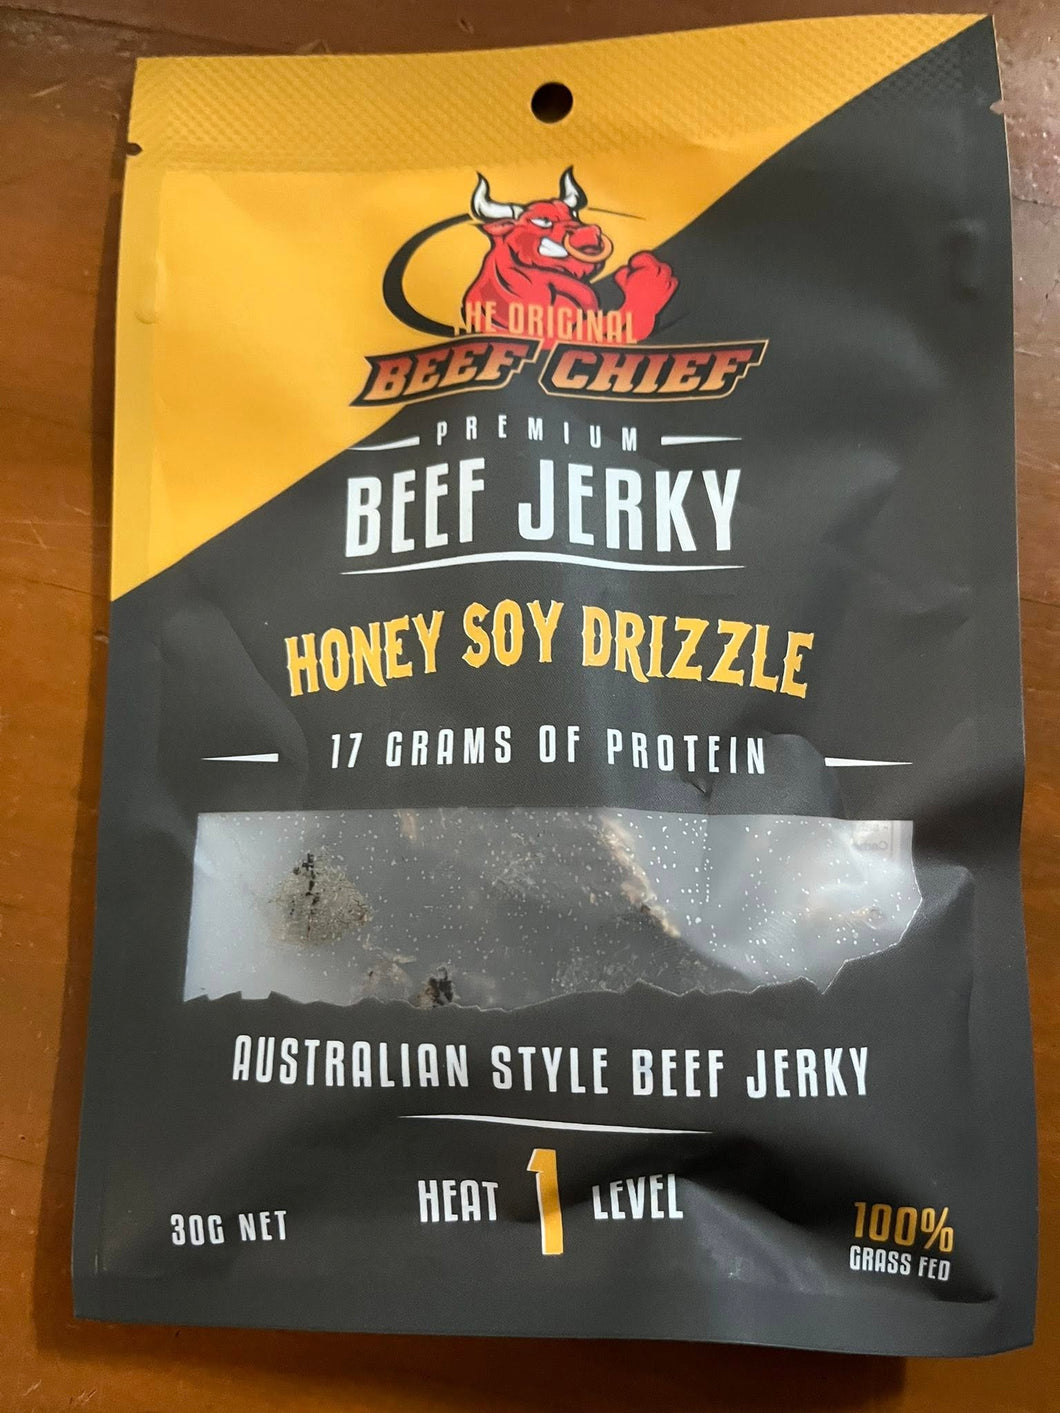 THE ORIGINAL
BEEF CHIEF
PREMIUM
BEEF JERKY
HONEY SOY DRIZZLE
17 GRAMS OF PROTEIN
AUSTRALIAN STYLE BEEF JERKY
HEAT 1 LEVEL
30G NET
100%
GRASS FED